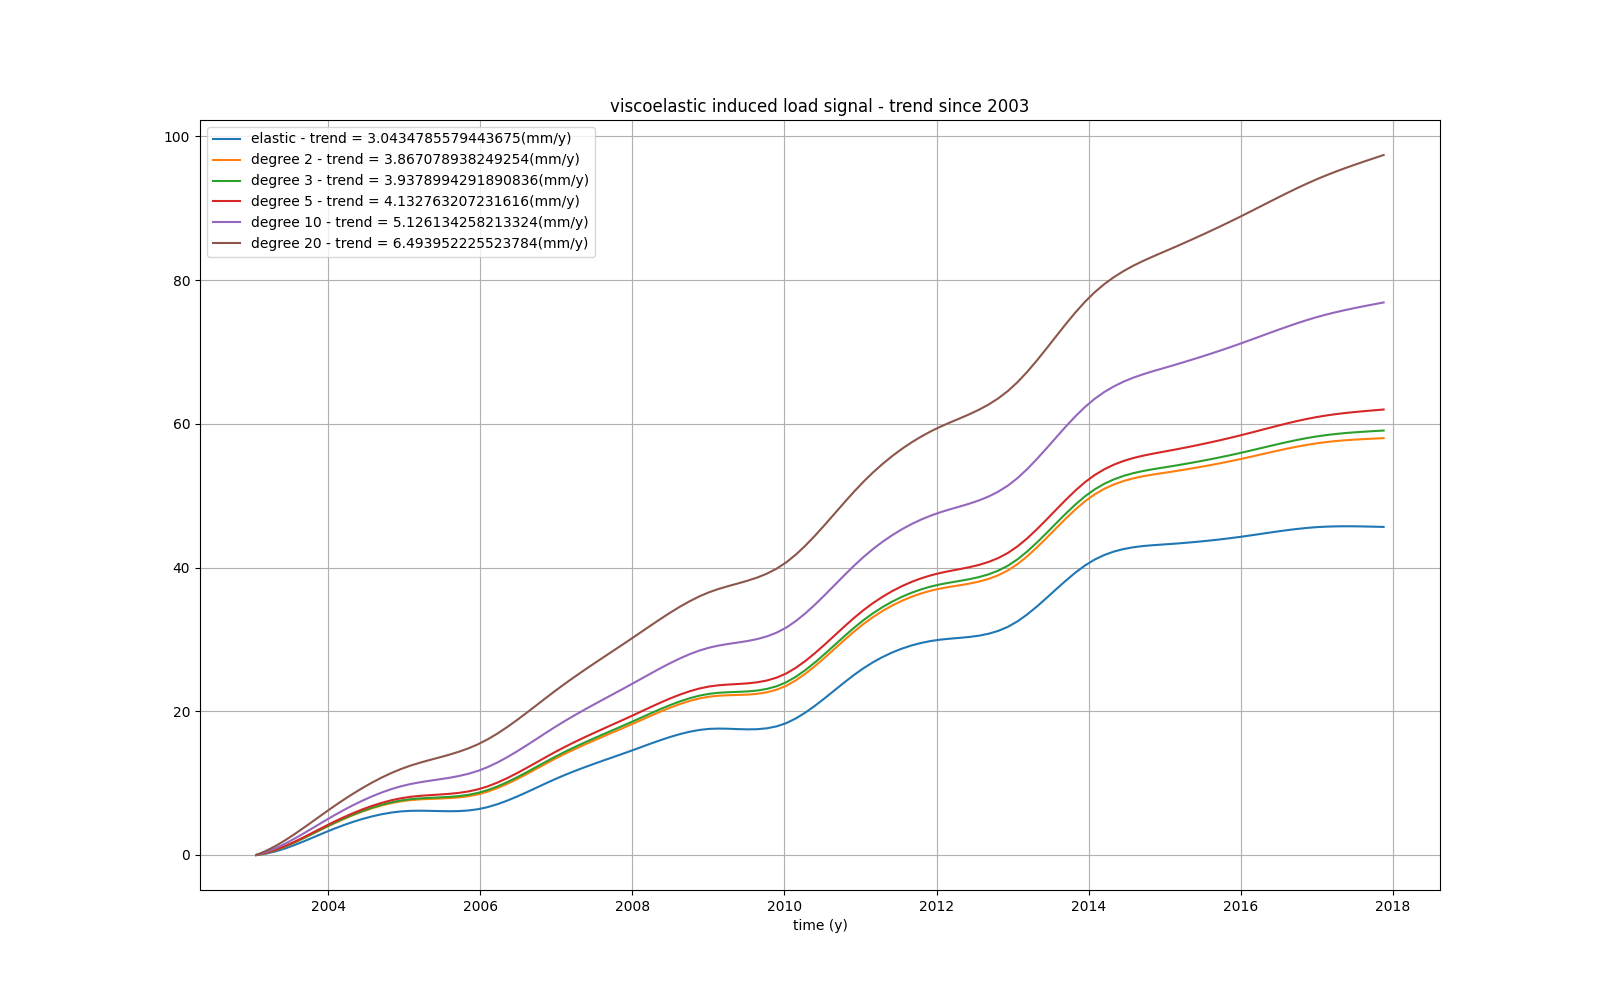 viscoelastic induced load signal - trend since 2003
elastic - trend = 3.0434785579443675(mm/y)
degree 2 - trend = 3.867078938249254(mm/y)
degree 3 - trend = 3.9378994291890836(mm/y)
degree 5 - trend = 4.132763207231616(mm/y)
degree 10 - trend = 5.126134258213324(mm/y)
degree 20 - trend = 6.493952225523784(mm/y)
100
80
60
40
20
0
2004 2006 2008 2010 2012 2014 2016 2018
time (y)